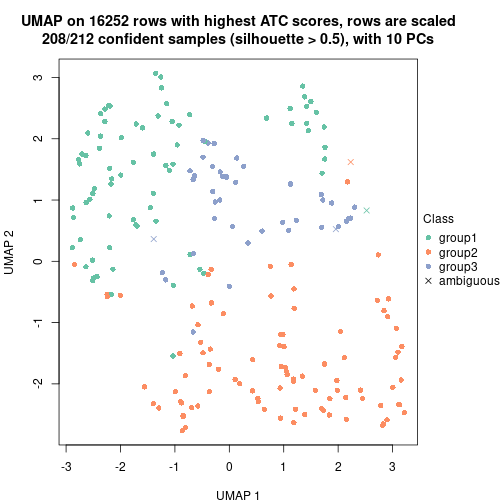 UMAP on 16252 rows with highest ATC scores, rows are scaled
208/212 confident samples (silhouette > 0.5), with 10 PCs
3
2
1
0
-1
-2
UMAP 2
-3
-2
-1
0
1
2
3
UMAP 1
Class
group1
group2
group3
ambiguous